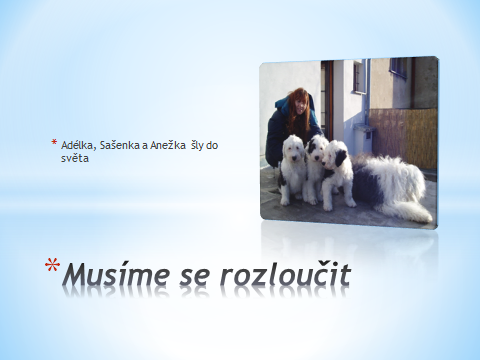 * Adélka, Sašenka a Anežka šly do
světa
* Musíme se rozloučit